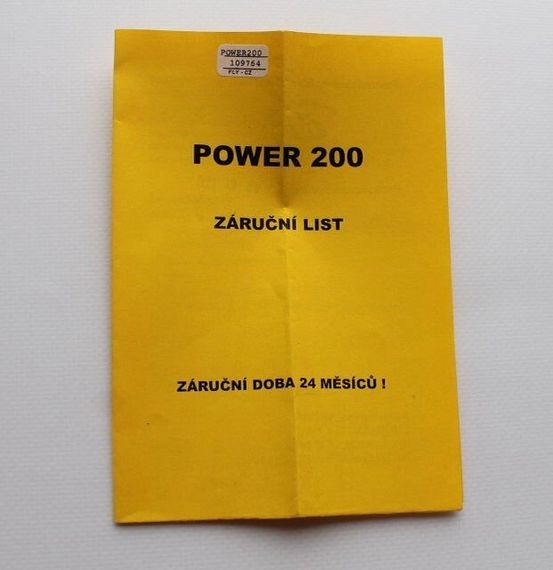 POWER200
109764
FLY-CZ
POWER 200
ZÁRUČNÍ LIST
ZÁRUČNÍ DOBA 24 MĚSÍCŮ !